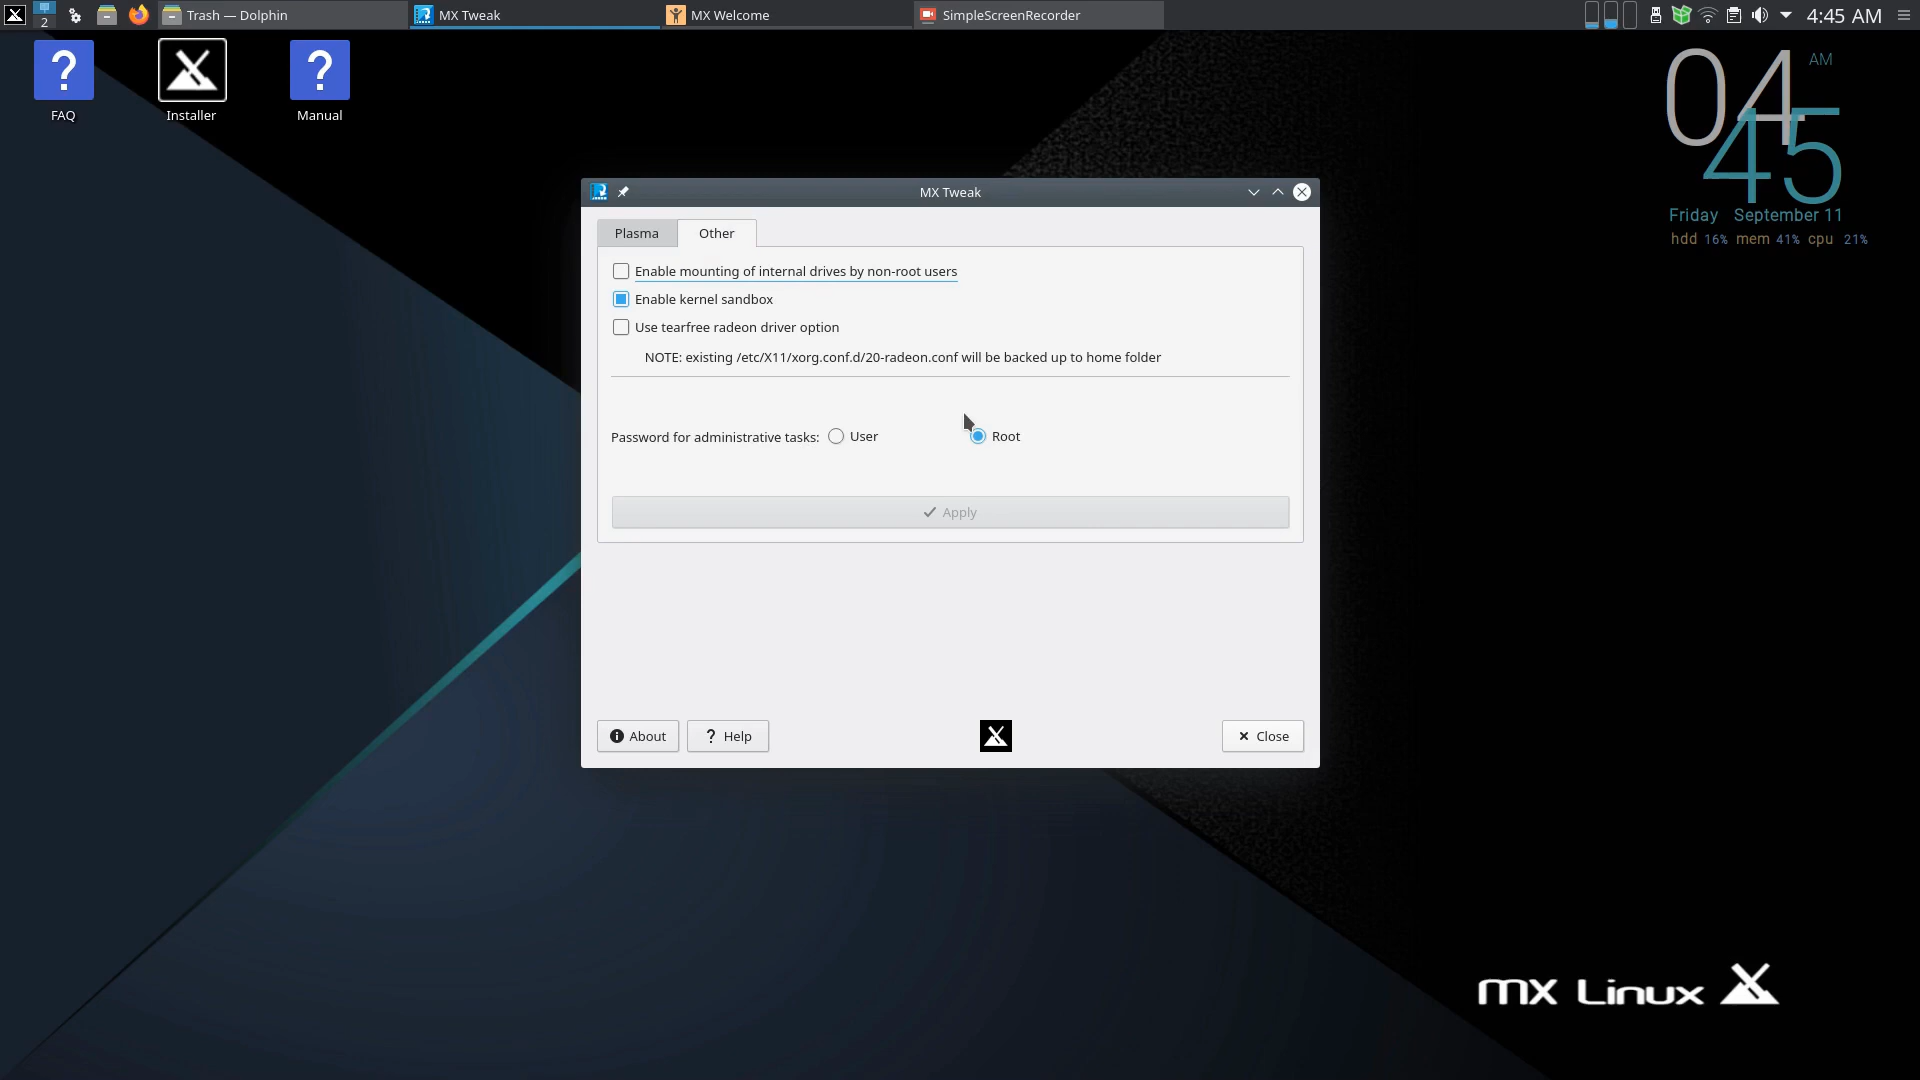 2
Trash — Dolphin
MX Tweak
MX Welcome
SimpleScreenRecorder
4:45 AM
FAQ
Installer
Manual
04
AM
45
Friday September 11
hdd 16% mem 41% cpu 21%
MX Tweak
Plasma
Other
Enable mounting of internal drives by non-root users
Enable kernel sandbox
Use tearfree radeon driver option
NOTE: existing /etc/X11/xorg.conf.d/20-radeon.conf will be backed up to home folder
Password for administrative tasks: User Root
Apply
About
Help
Close
MX Linux